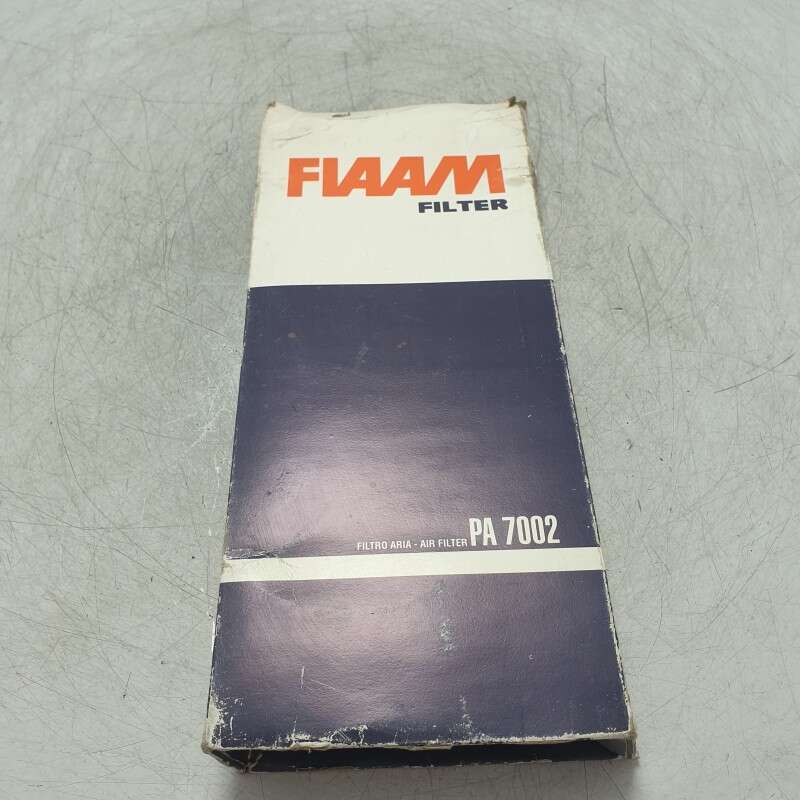 FIAAM
FILTER
FILTRO ARIA - AIR FILTER PA 7002